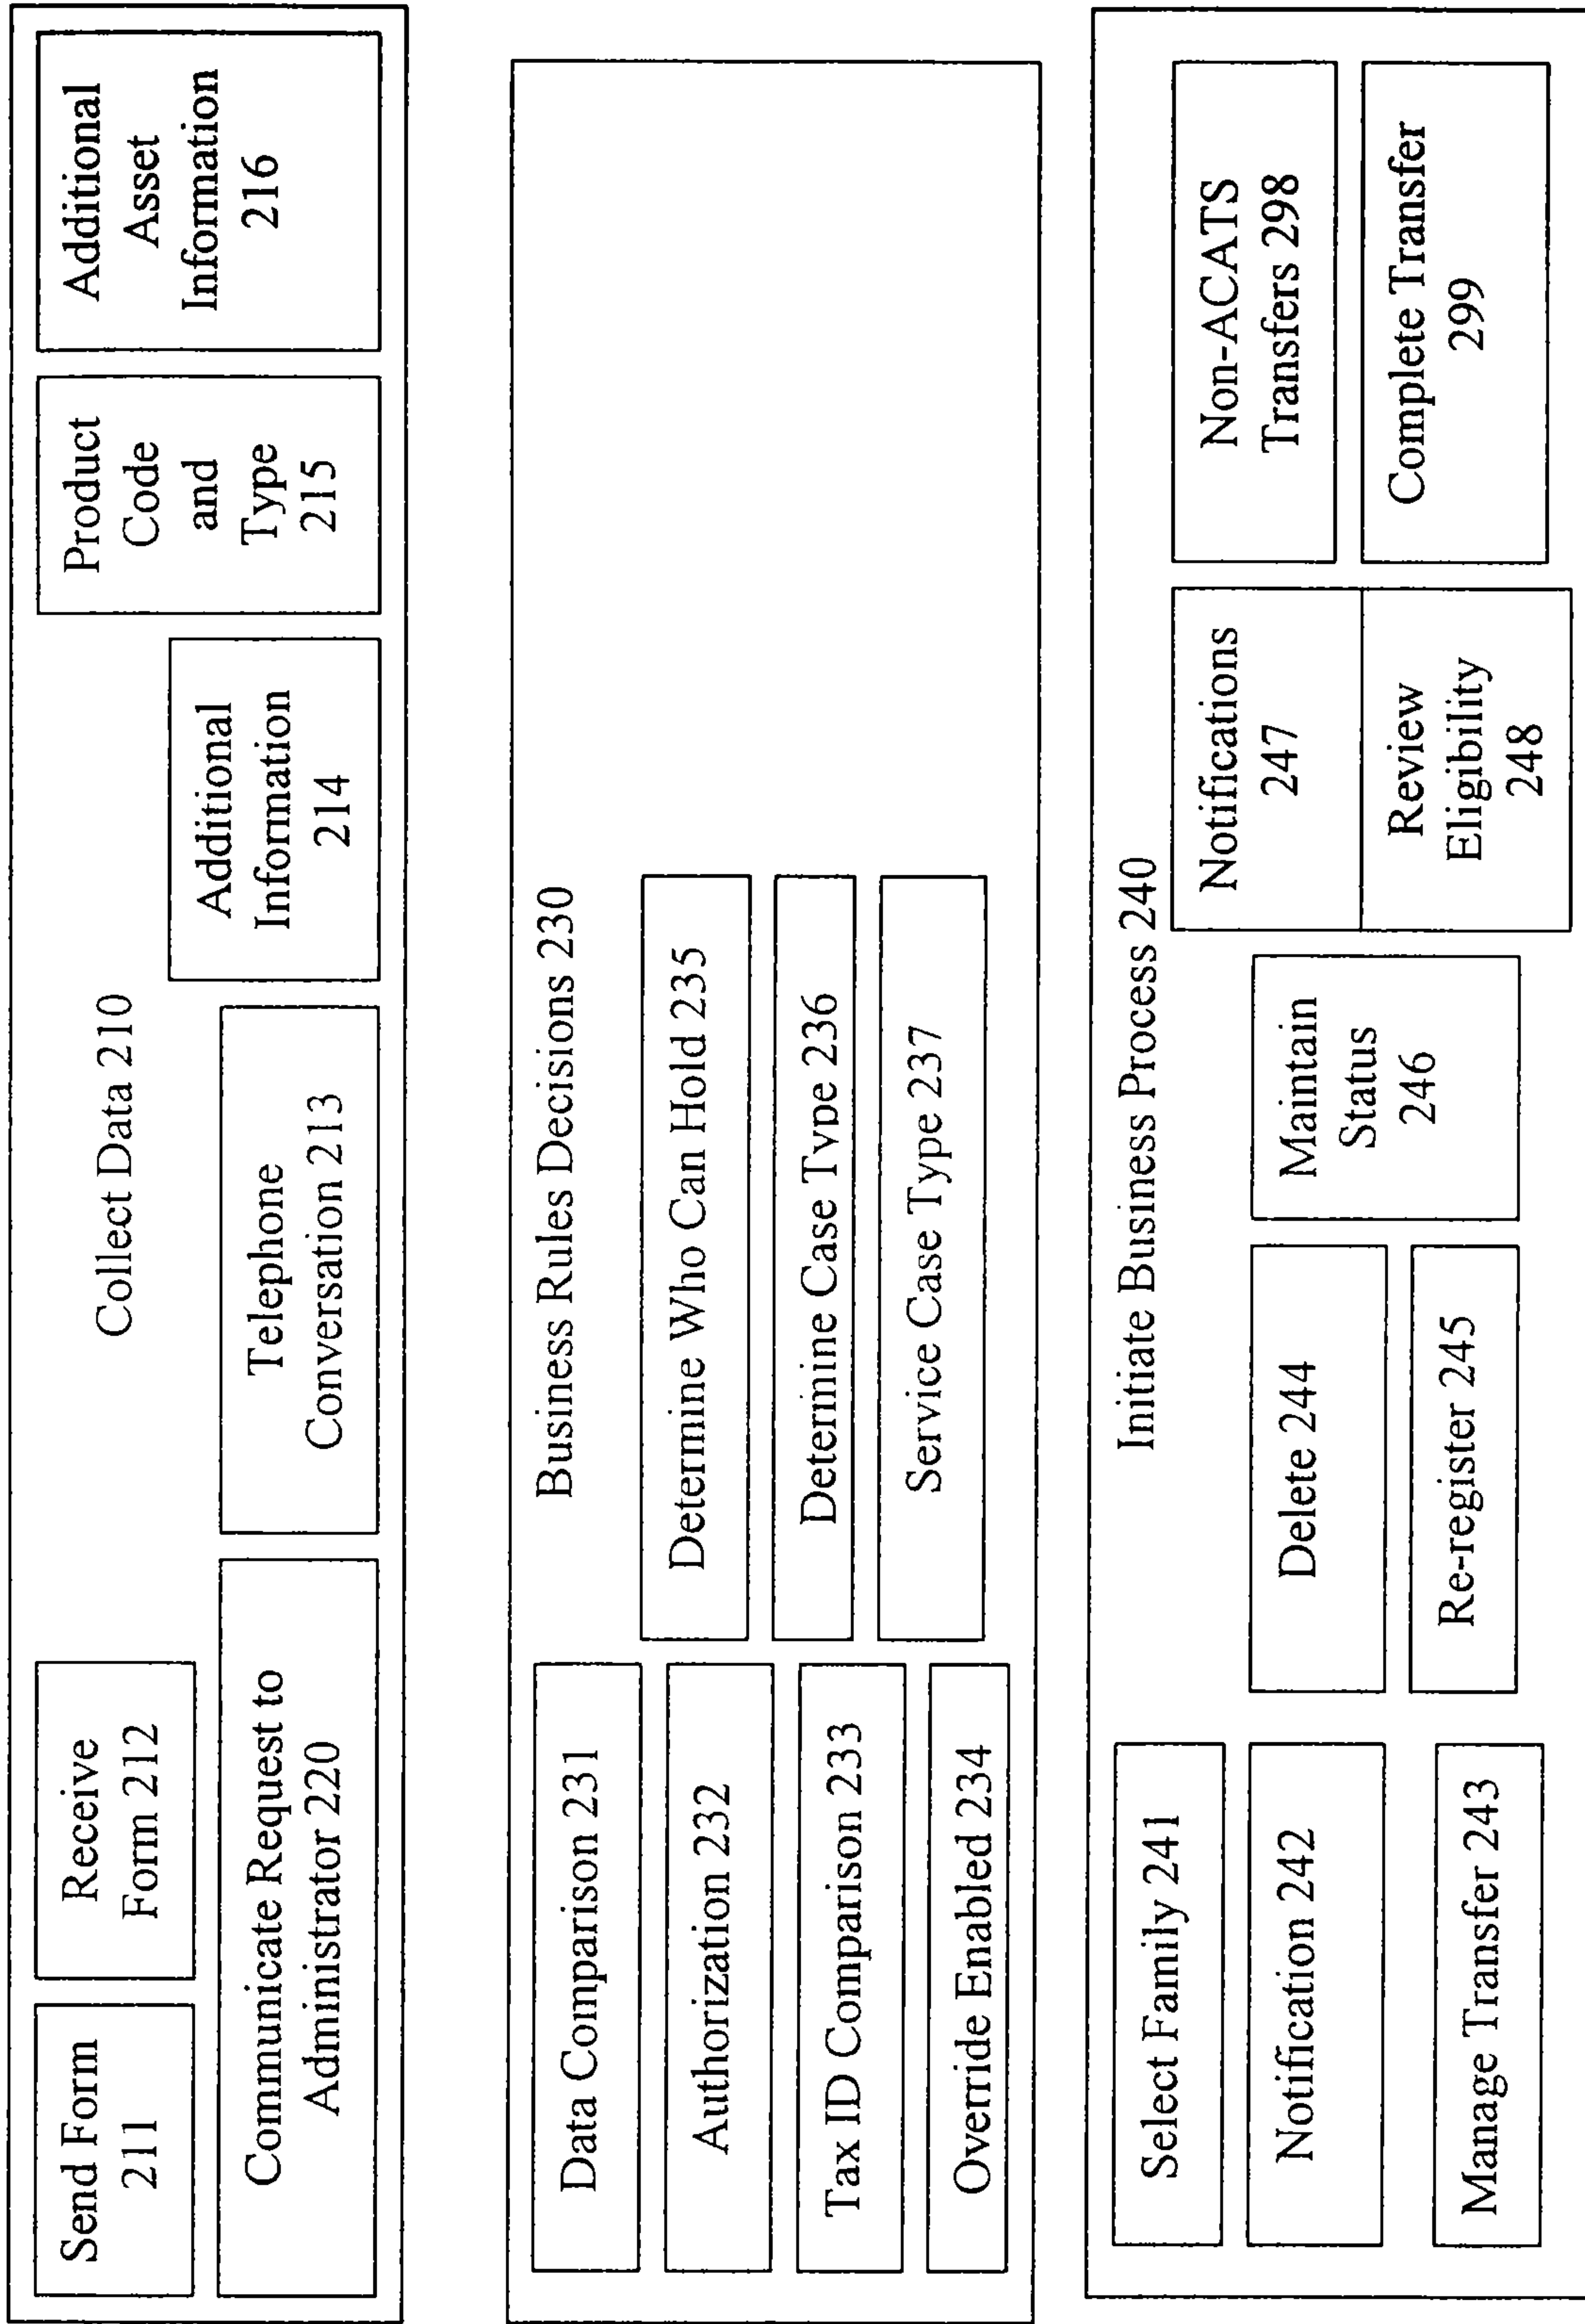 Collect Data 210
Send Form
211
Receive
Form 212
Communicate Request to
Administrator 220
Telephone
Conversation 213
Additional
Information
214
Product
Code
and
Type
215
Additional
Asset
Information
216
Business Rules Decisions 230
Data Comparison 231
Authorization 232
Tax ID Comparison 233
Override Enabled 234
Determine Who Can Hold 235
Determine Case Type 236
Service Case Type 237
Initiate Business Process 240
Select Family 241
Notification 242
Manage Transfer 243
Delete 244
Re-register 245
Maintain
Status
246
Notifications
247
Review
Eligibility
248
Non-ACATS
Transfers 298
Complete Transfer
299